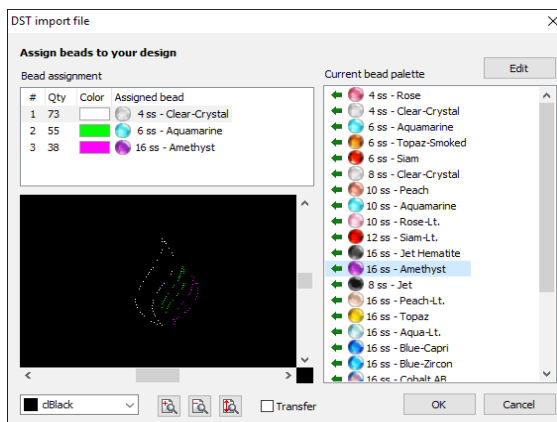 DST import file
Assign beads to your design
Bead assignment
# Qty Color Assigned bead
1 73 4 ss - Clear-Crystal
2 55 6 ss - Aquamarine
3 38 16 ss - Amethyst
Current bead palette
Edit
4 ss - Rose
4 ss - Clear-Crystal
6 ss - Aquamarine
6 ss - Topaz-Smoked
6 ss - Siam
8 ss - Clear-Crystal
10 ss - Peach
10 ss - Aquamarine
10 ss - Rose-Lt.
12 ss - Siam-Lt.
16 ss - Jet Hematite
16 ss - Amethyst
8 ss - Jet
16 ss - Peach-Lt.
16 ss - Topaz
16 ss - Aqua-Lt.
16 ss - Blue-Capri
16 ss - Blue-Zircon
16 ss - Cobalt AB
dBlack
Transfer
OK
Cancel